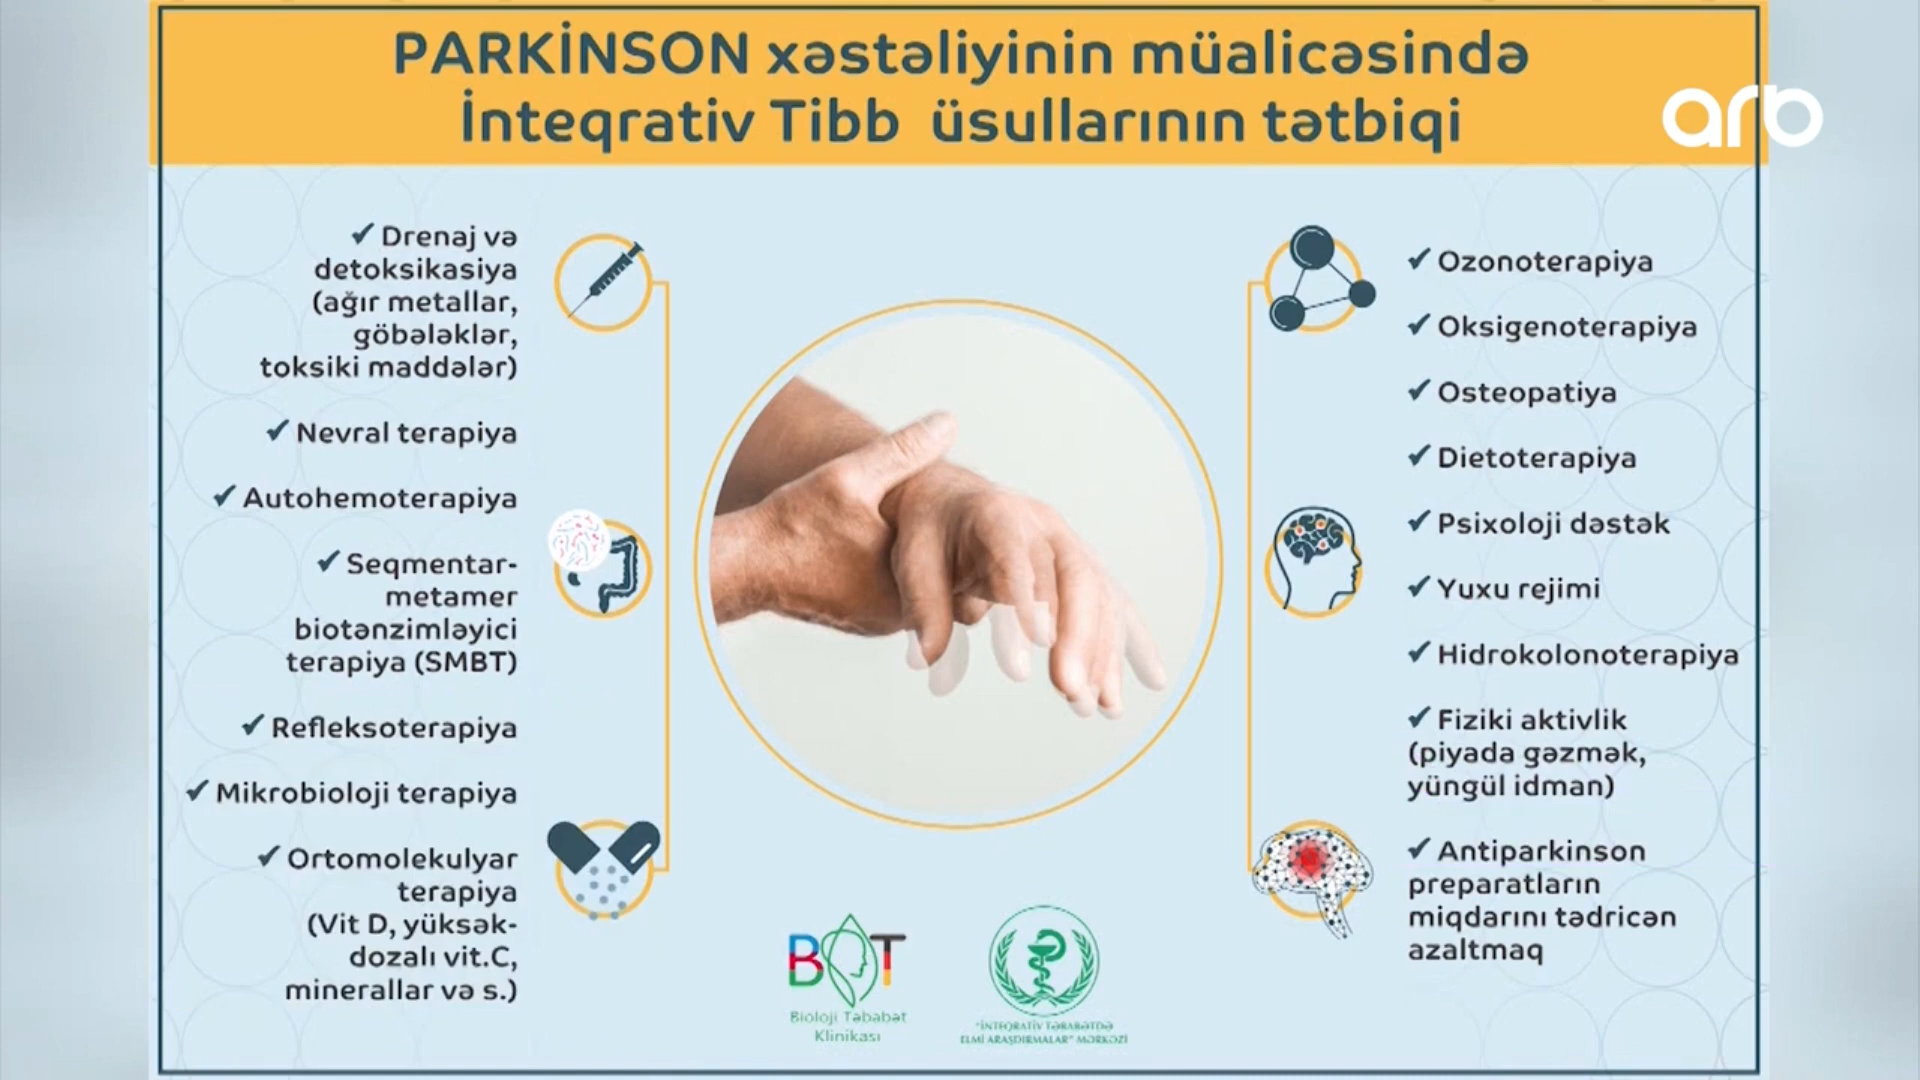 PARKİNSON xəstəliyinin müalicəsində
İnteqrativ Tibb üsullarının tətbiqi
arb
✔ Drenaj və
detoksikasiya
(ağır metallar,
göbələklər,
toksiki maddələr)
✔ Nevral terapiya
✔ Autohemoterapiya
✔ Seqmentar-
metamer
biotənzimləyici
terapiya (SMBT)
✔ Refleksoterapiya
✔ Mikrobioloji terapiya
✔ Ortomolekulyar
terapiya
(Vit D, yüksək-
dozalı vit.C,
minerallar və s.)
✔ Ozonoterapiya
✔ Oksigenoterapiya
✔ Osteopatiya
✔ Dietoterapiya
✔ Psixoloji dəstək
✔ Yuxu rejimi
✔ Hidrokolonoterapiya
✔ Fiziki aktivlik
(piyada gəzmək,
yüngül idman)
✔ Antiparkinson
preparatların
miqdarını tədricən
azaltmaq
BT
Bioloji Təbabət
Klinikası
"İNTEQRATİV TƏBABƏTDƏ
ELMİ ARAŞDIRMALAR" MƏRKƏZİ